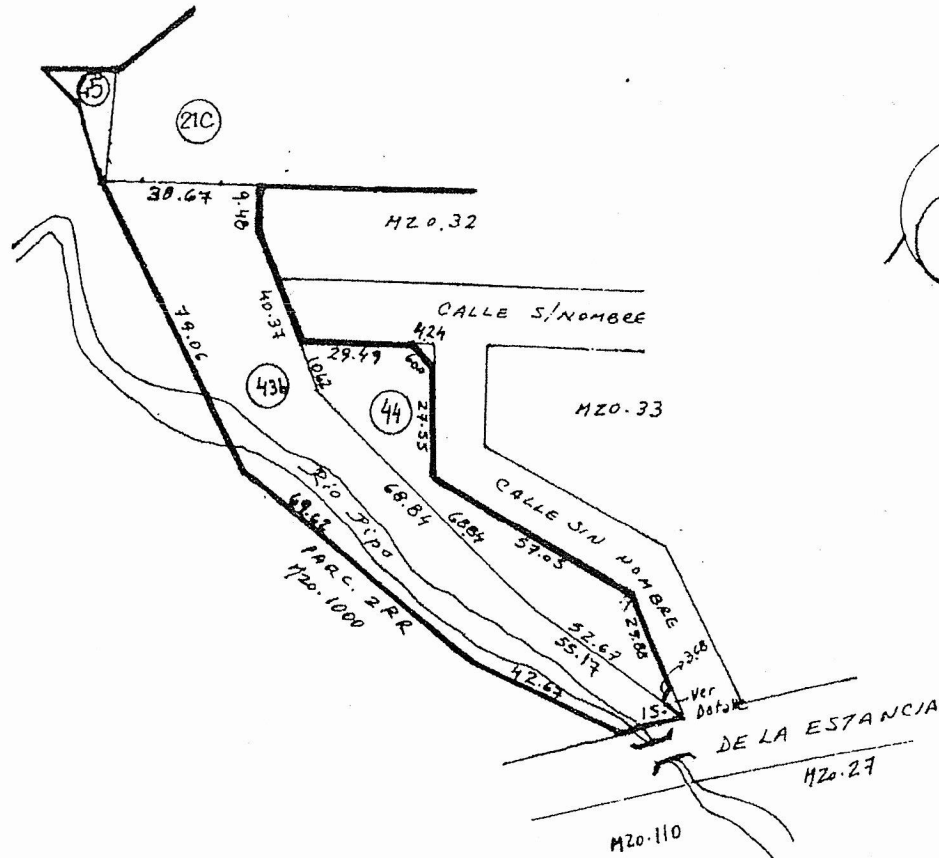 45
21C
38.67
9.48
MZO.32
40.37
CALLE S/NOMBRE
4.24
29.49
6.00
79.06
43b
10.62
44
27.55
MZO.33
Rio Pipo
68.84
68.84
CALLE SIN NOMBRE
57.03
69.62
PARC. 2RR
MZO.1000
52.67
55.17
29.88
3.68
Ver
Detalle
42.67
15.
DE LA ESTANCIA
MZO.27
MZO.110